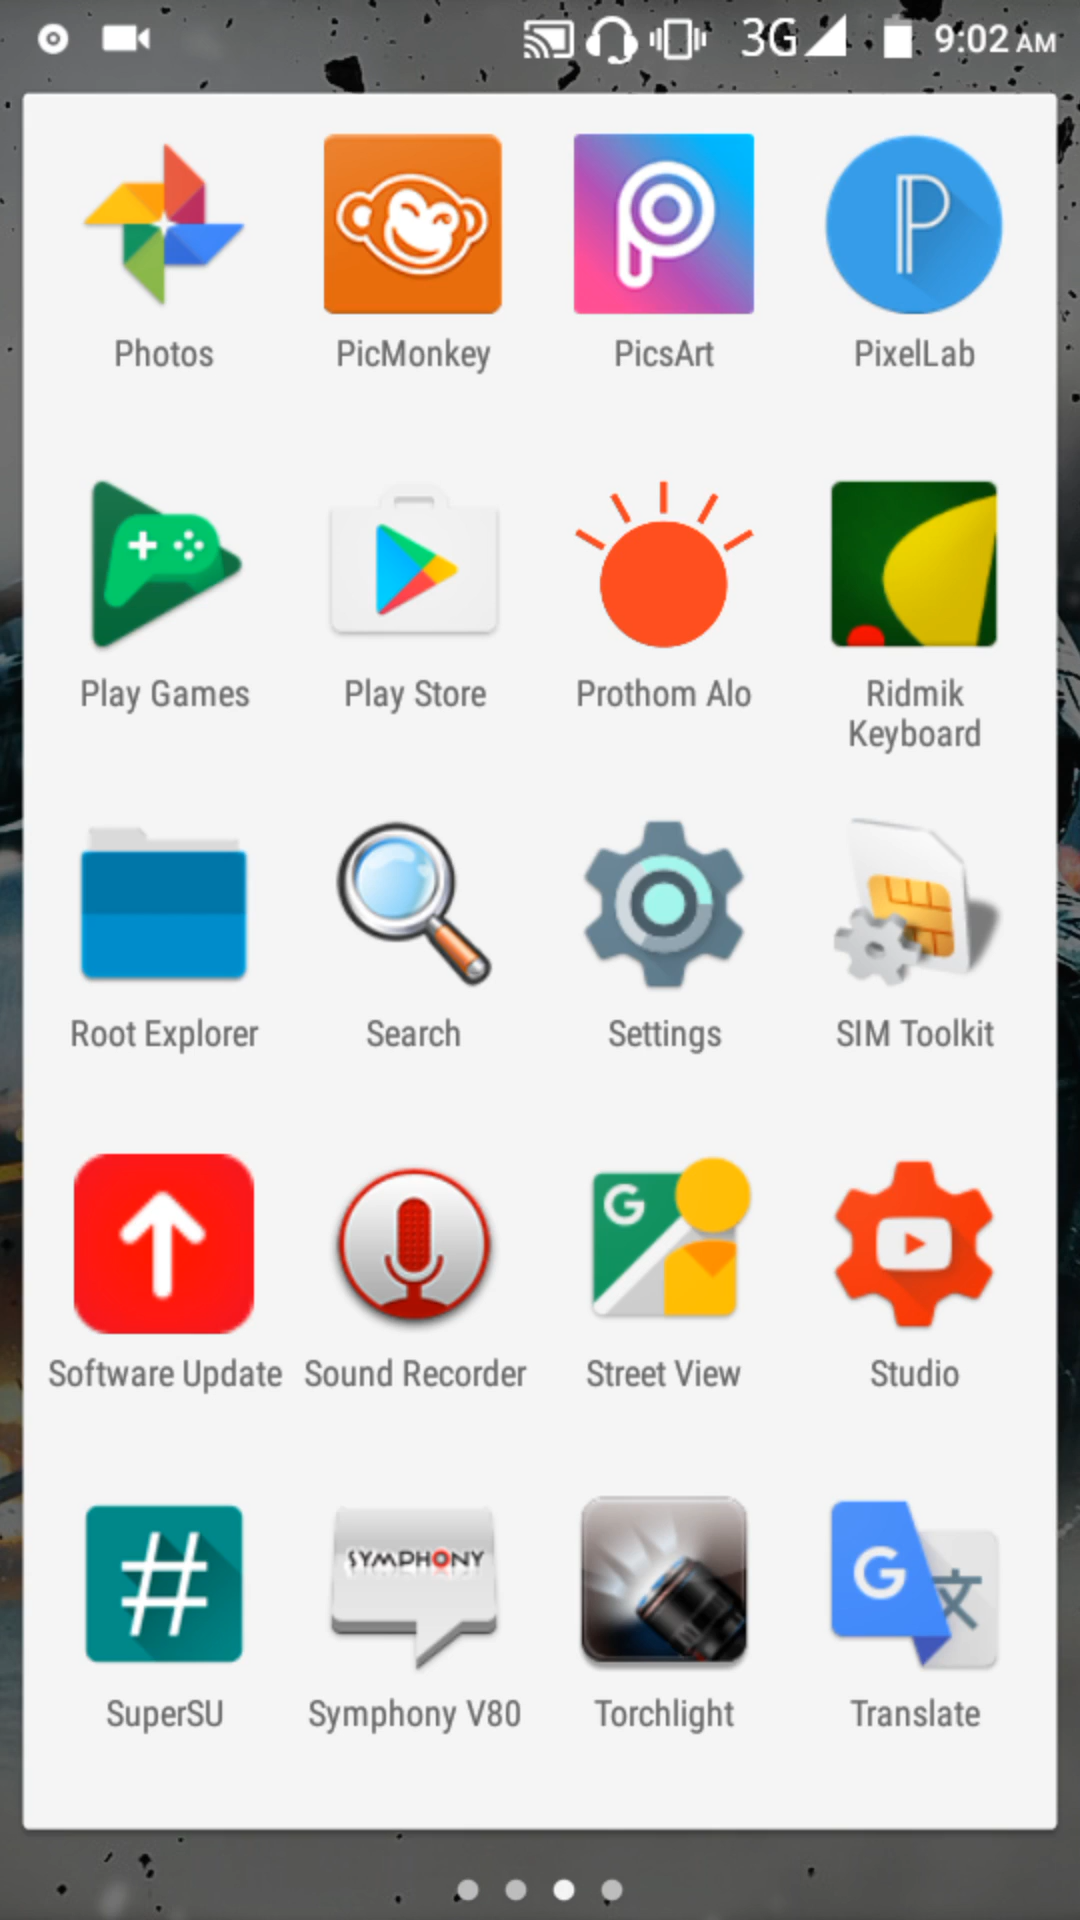 3G 9:02 AM
Photos PicMonkey PicsArt PixelLab
Play Games Play Store Prothom Alo Ridmik
Keyboard
Root Explorer Search Settings SIM Toolkit
G
Software Update Sound Recorder Street View Studio
#
SYMPHONY
G 文
SuperSU Symphony V80 Torchlight Translate